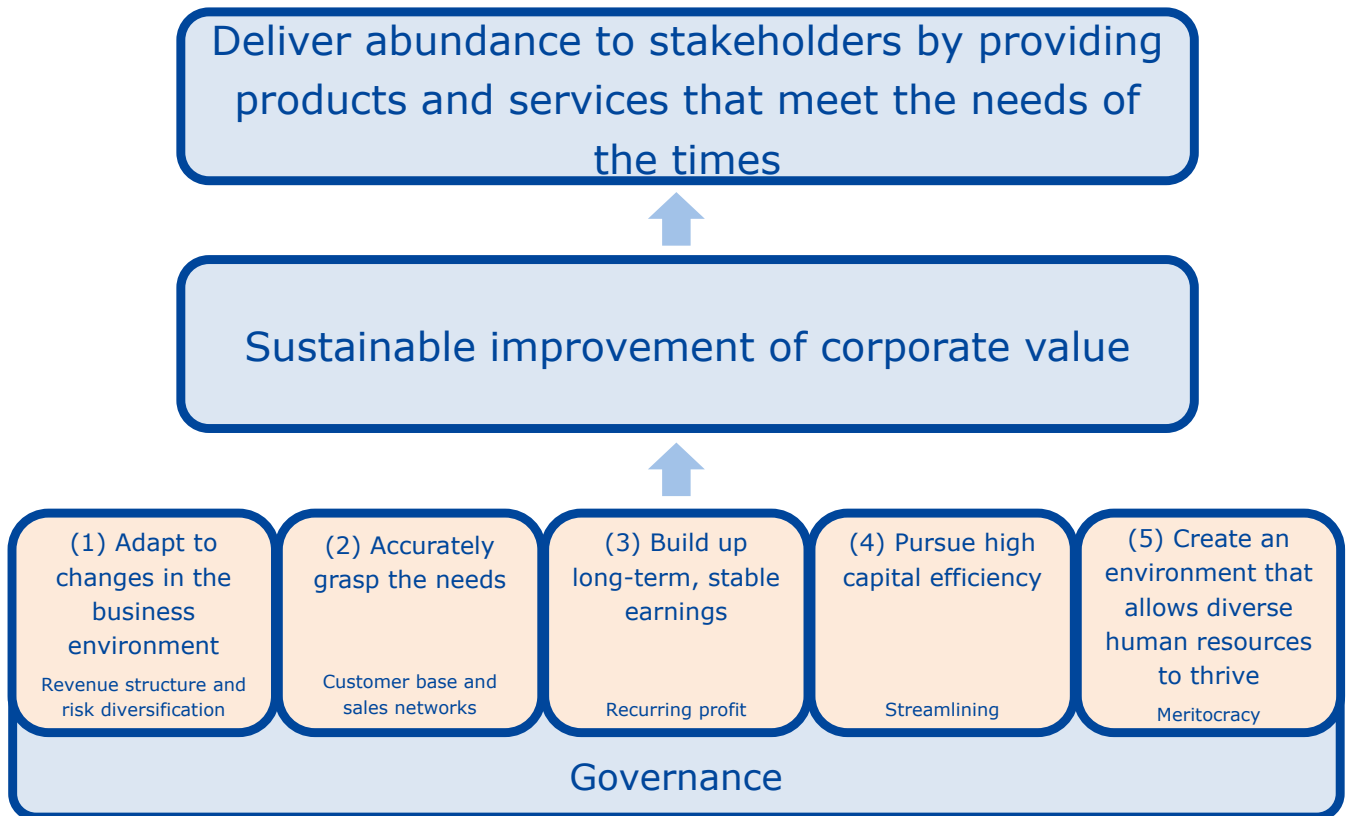 Deliver abundance to stakeholders by providing
products and services that meet the needs of
the times
Sustainable improvement of corporate value
(1) Adapt to
changes in the
business
environment
Revenue structure and
risk diversification
(2) Accurately
grasp the needs
Customer base and
sales networks
(3) Build up
long-term, stable
earnings
Recurring profit
(4) Pursue high
capital efficiency
Streamlining
(5) Create an
environment that
allows diverse
human resources
to thrive
Meritocracy
Governance